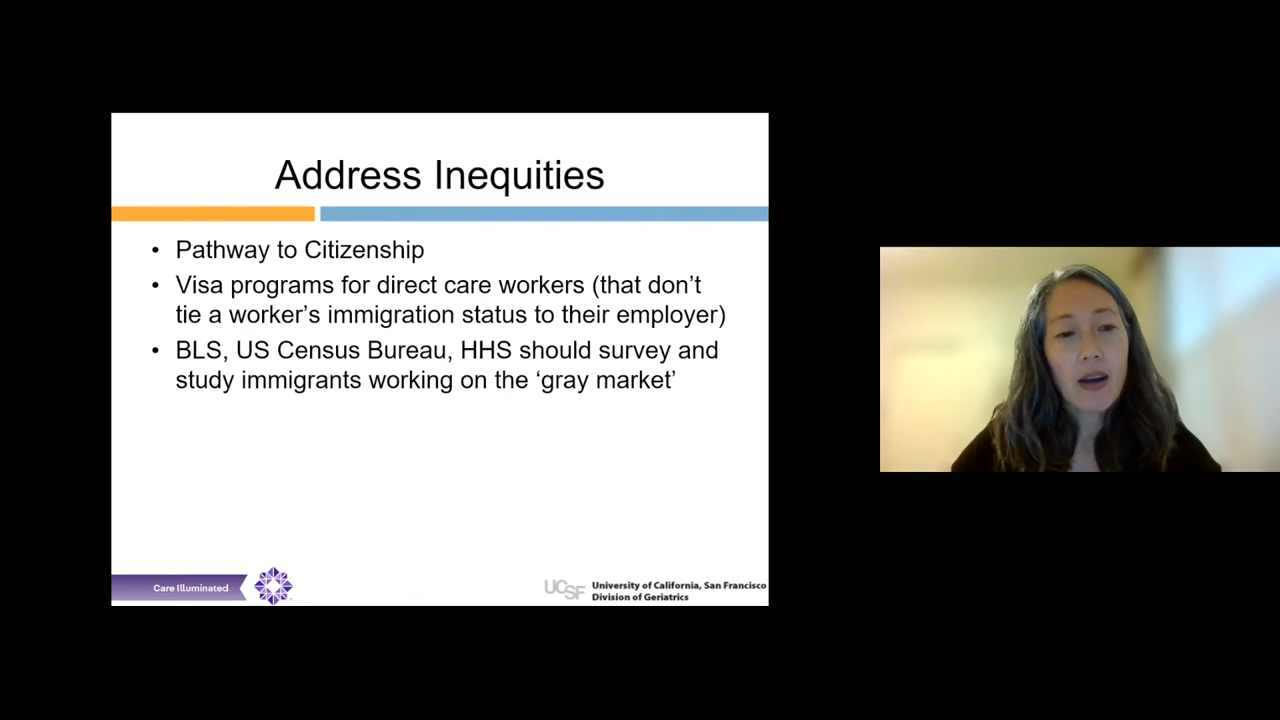 Address Inequities
• Pathway to Citizenship
• Visa programs for direct care workers (that don’t
tie a worker’s immigration status to their employer)
• BLS, US Census Bureau, HHS should survey and
study immigrants working on the ‘gray market’
Care Illuminated
UCSF
University of California, San Francisco
Division of Geriatrics